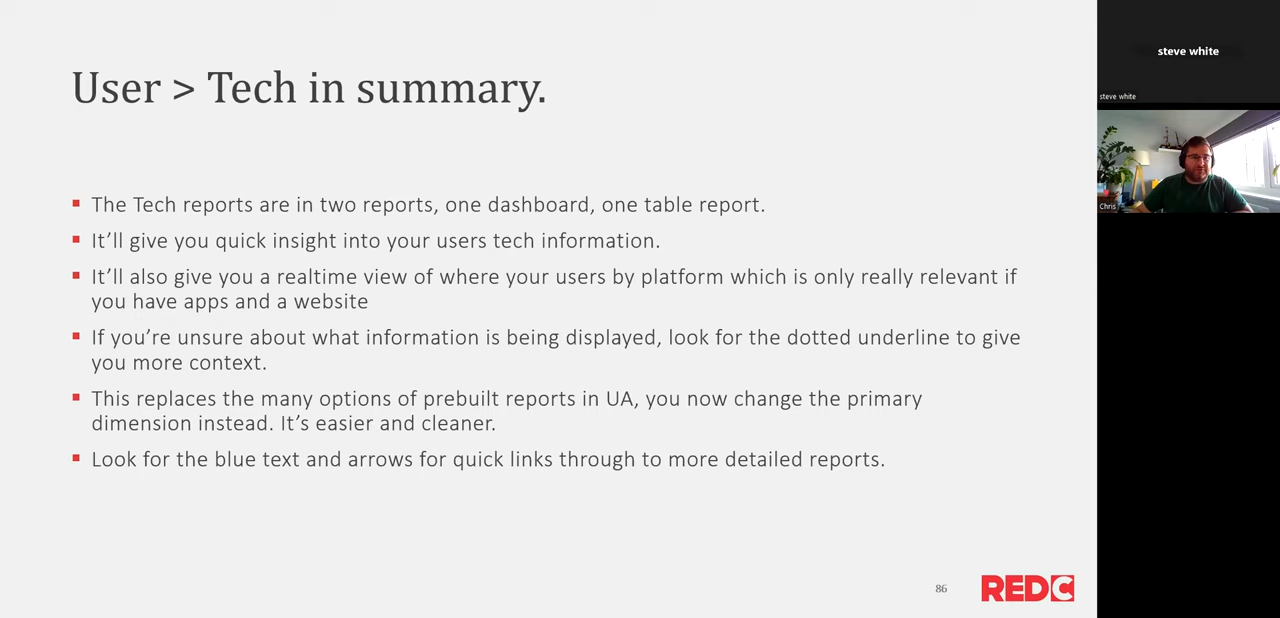 User > Tech in summary.
The Tech reports are in two reports, one dashboard, one table report.
It’ll give you quick insight into your users tech information.
It’ll also give you a realtime view of where your users by platform which is only really relevant if
you have apps and a website
If you’re unsure about what information is being displayed, look for the dotted underline to give
you more context.
This replaces the many options of prebuilt reports in UA, you now change the primary
dimension instead. It’s easier and cleaner.
Look for the blue text and arrows for quick links through to more detailed reports.
86
REDC
steve white
steve white
Chris